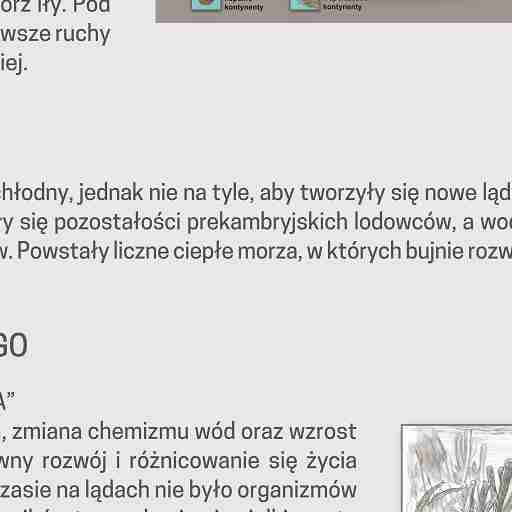 orz iły. Pod
kontynenty
kontynenty
wsze ruchy
iej.
chłodny, jednak nie na tyle, aby tworzyły się nowe ląd
y się pozostałości prekambryjskich lodowców, a wod
w. Powstały liczne ciepłe morza, w których bujnie rozw
GO
A”
, zmiana chemizmu wód oraz wzrost
wny rozwój i różnicowanie się życia
zasie na lądach nie było organizmów